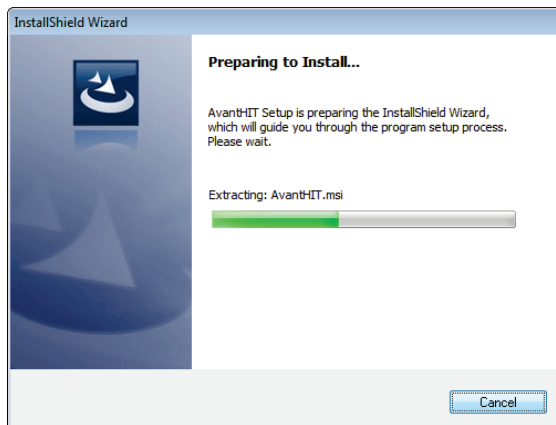 InstallShield Wizard
Preparing to Install...
AvantHIT Setup is preparing the InstallShield Wizard,
which will guide you through the program setup process.
Please wait.
Extracting: AvantHIT.msi
Cancel